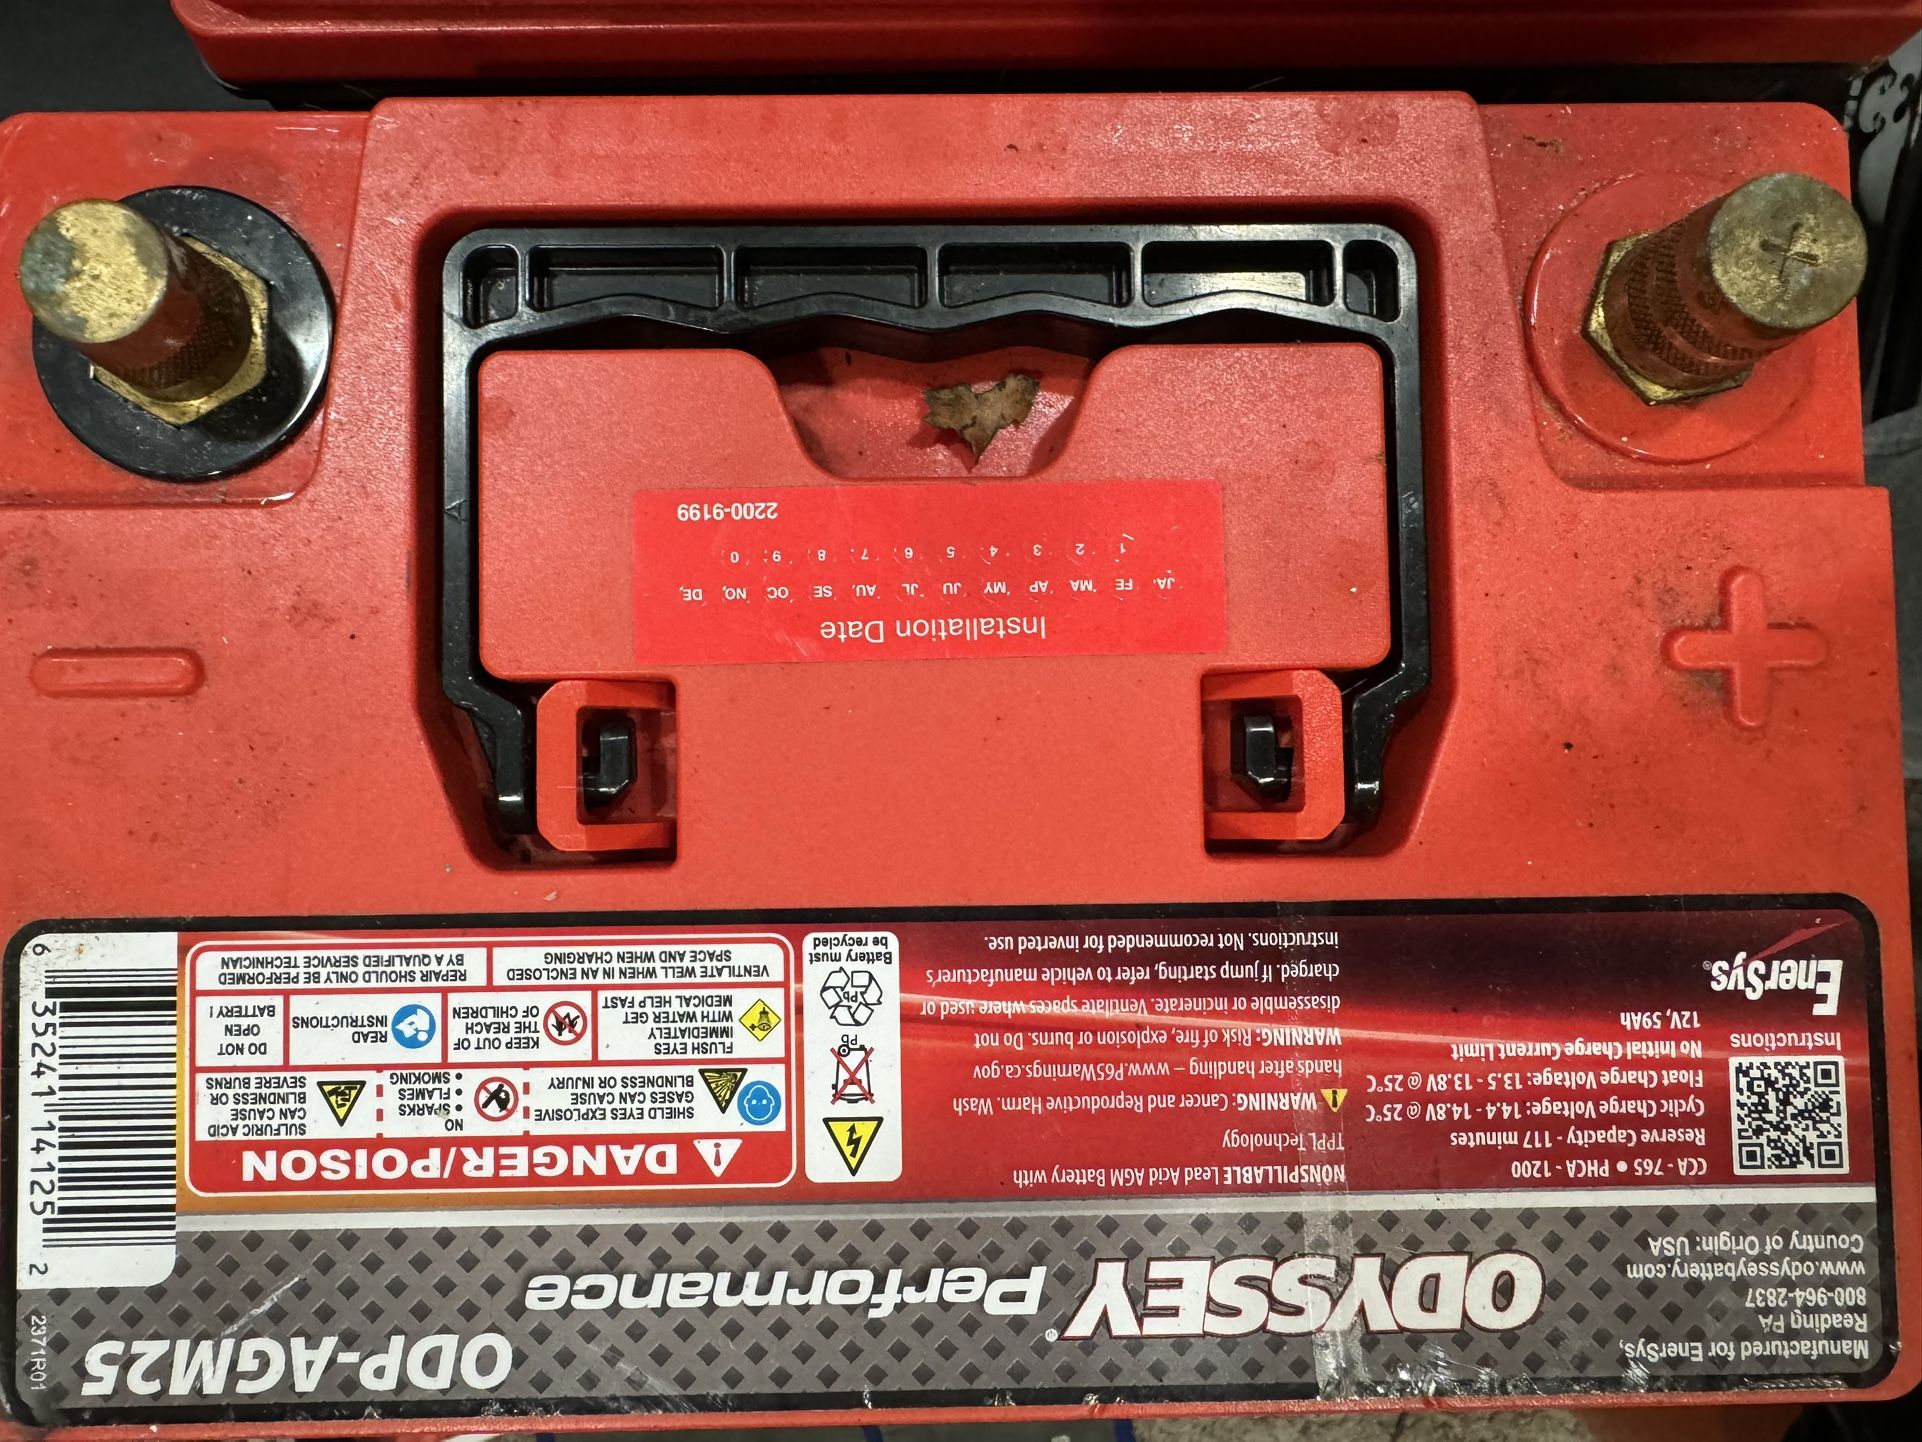 Manufactured for EnerSys,
Reading PA
800-964-2837
www.odysseybattery.com
Country of Origin: USA
ODYSSEY® Performance
ODP-AGM25
2371R01
Instructions
EnerSys®
CCA - 765 • PHCA - 1200
Reserve Capacity - 117 minutes
Cyclic Charge Voltage: 14.4 - 14.8V @ 25°C
Float Charge Voltage: 13.5 - 13.8V @ 25°C
No Initial Charge Current Limit
12V, 59Ah
NONSPILLABLE Lead Acid AGM Battery with
TPPL Technology
WARNING: Cancer and Reproductive Harm. Wash
hands after handling – www.P65Warnings.ca.gov
WARNING: Risk of fire, explosion or burns. Do not
disassemble or incinerate. Ventilate spaces where used or
charged. If jump starting, refer to vehicle manufacturer's
instructions. Not recommended for inverted use.
Pb
Pb
Battery must
be recycled
DANGER/POISON
SHIELD EYES EXPLOSIVE
GASES CAN CAUSE
BLINDNESS OR INJURY
NO
• SPARKS
• FLAMES
• SMOKING
SULFURIC ACID
CAN CAUSE
BLINDNESS OR
SEVERE BURNS
FLUSH EYES
IMMEDIATELY
WITH WATER GET
MEDICAL HELP FAST
KEEP OUT OF
THE REACH
OF CHILDREN
READ
INSTRUCTIONS
DO NOT
OPEN
BATTERY!
VENTILATE WELL WHEN IN AN ENCLOSED
SPACE AND WHEN CHARGING
REPAIR SHOULD ONLY BE PERFORMED
BY A QUALIFIED SERVICE TECHNICIAN
6 35241 14125 2
Installation Date
JA FE MA AP MY JU JL AU SE OC NO DE
1 2 3 4 5 6 7 8 9 0
2200-9199
+
−